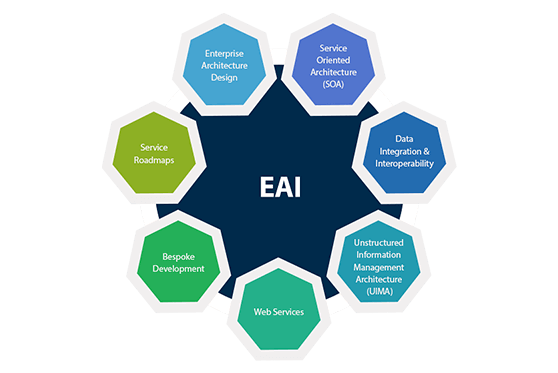 Enterprise
Architecture
Design
Service
Oriented
Architecture
(SOA)
Service
Roadmaps
Data
Integration &
Interoperability
EAI
Bespoke
Development
Unstructured
Information
Management
Architecture
(UIMA)
Web Services